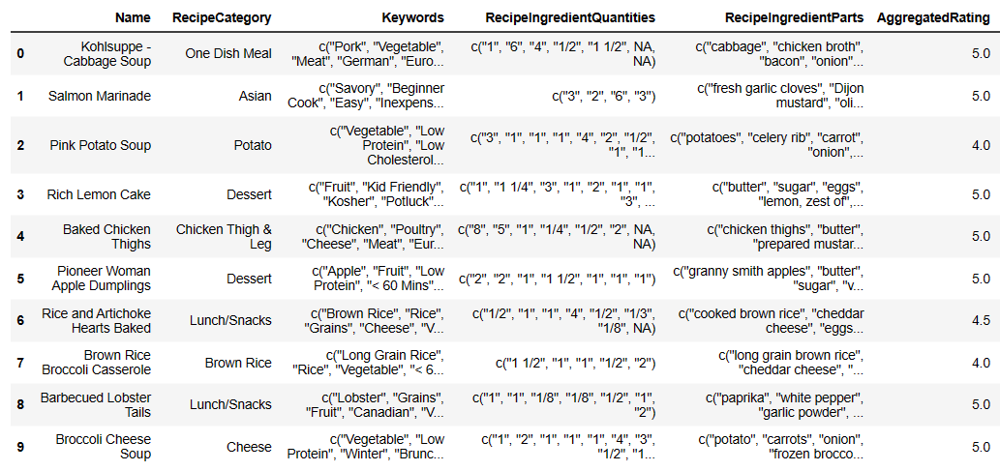 Name RecipeCategory Keywords RecipeIngredientQuantities RecipeIngredientParts AggregatedRating
0 Kohlsuppe - Cabbage Soup One Dish Meal c("Pork", "Vegetable", "Meat", "German", "Euro... c("1", "6", "4", "1/2", "1 1/2", NA, NA) c("cabbage", "chicken broth", "bacon", "onion"... 5.0
1 Salmon Marinade Asian c("Savory", "Beginner Cook", "Easy", "Inexpens... c("3", "2", "6", "3") c("fresh garlic cloves", "Dijon mustard", "oli... 5.0
2 Pink Potato Soup Potato c("Vegetable", "Low Protein", "Low Cholesterol... c("3", "1", "1", "1", "4", "2", "1/2", "1", "1... c("potatoes", "celery rib", "carrot", "onion",... 4.0
3 Rich Lemon Cake Dessert c("Fruit", "Kid Friendly", "Kosher", "Potluck"... c("1", "1 1/4", "3", "1", "2", "1", "1", "3", ... c("butter", "sugar", "eggs", "lemon, zest of",... 5.0
4 Baked Chicken Thighs Chicken Thigh & Leg c("Chicken", "Poultry", "Cheese", "Meat", "Eur... c("8", "5", "1", "1/4", "1/2", "2", NA, NA) c("chicken thighs", "butter", "prepared mustar... 5.0
5 Pioneer Woman Apple Dumplings Dessert c("Apple", "Fruit", "Low Protein", "< 60 Mins"... c("2", "2", "1", "1 1/2", "1", "1", "1") c("granny smith apples", "butter", "sugar", "v... 5.0
6 Rice and Artichoke Hearts Baked Lunch/Snacks c("Brown Rice", "Rice", "Grains", "Cheese", "V... c("1/2", "1", "1", "4", "1/2", "1/3", "1/8", NA) c("cooked brown rice", "cheddar cheese", "eggs... 4.5
7 Brown Rice Broccoli Casserole Brown Rice c("Long Grain Rice", "Rice", "Vegetable", "< 6... c("1 1/2", "1", "1", "1/2", "2") c("long grain brown rice", "cheddar cheese", "... 4.0
8 Barbecued Lobster Tails Lunch/Snacks c("Lobster", "Grains", "Fruit", "Canadian", "V... c("1", "1", "1/8", "1/8", "1/2", "1", "2") c("paprika", "white pepper", "garlic powder", ... 5.0
9 Broccoli Cheese Soup Cheese c("Vegetable", "Low Protein", "Winter", "Brunc... c("1", "2", "1", "1", "1", "4", "3", "1/2", "1... c("potato", "carrots", "onion", "frozen brocco... 5.0